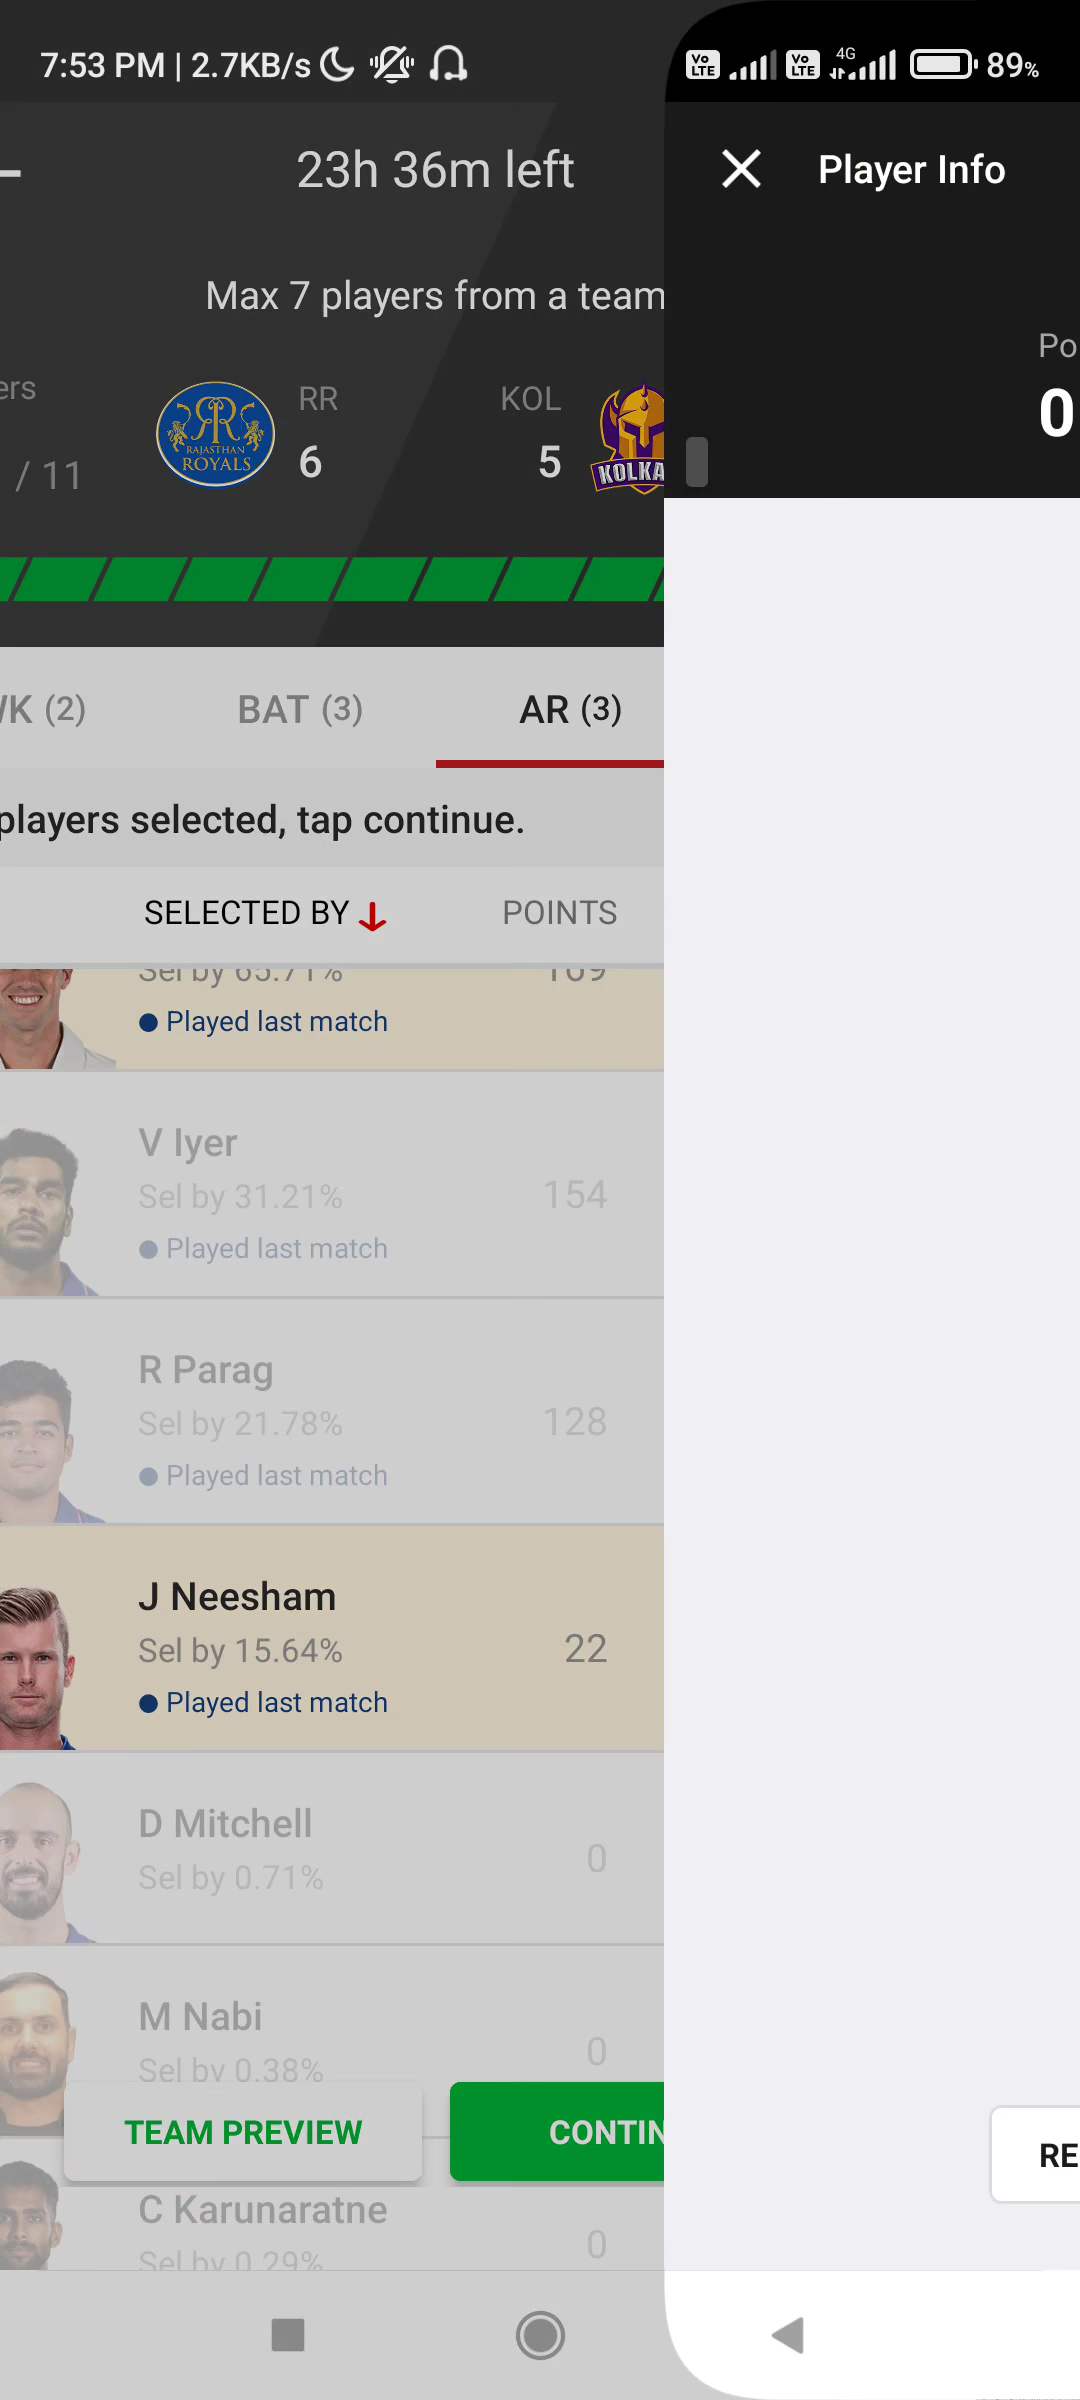 7:53 PM | 2.7KB/s
Vo LTE Vo LTE 4G 89%
23h 36m left
Player Info
Max 7 players from a team
ers
/ 11
RR
6
KOL
5
RAJASTHAN
ROYALS
KOLKA
Po
0
WK (2) BAT (3) AR (3)
players selected, tap continue.
SELECTED BY POINTS
Sel by 65.71% 169
Played last match
V Iyer
Sel by 31.21% 154
Played last match
R Parag
Sel by 21.78% 128
Played last match
J Neesham
Sel by 15.64% 22
Played last match
D Mitchell
Sel by 0.71% 0
M Nabi
Sel by 0.38% 0
TEAM PREVIEW CONTIN
RE
C Karunaratne
Sel by 0.29% 0